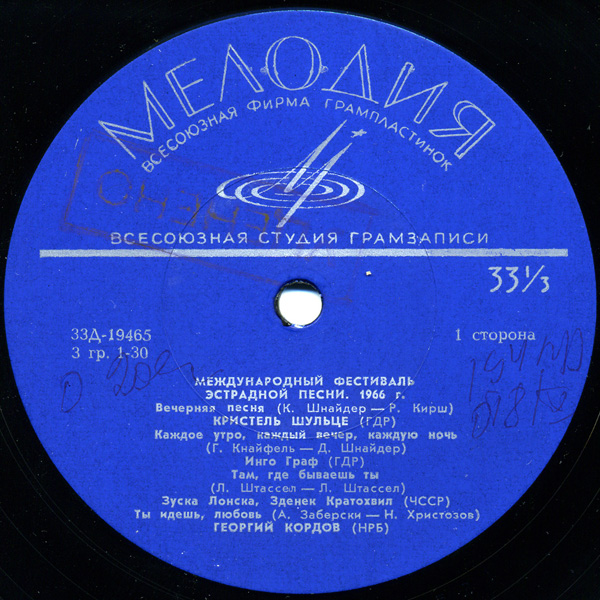 МЕЛОДИЯ
ВСЕСОЮЗНАЯ ФИРМА ГРАМПЛАСТИНОК
ВСЕСОЮЗНАЯ СТУДИЯ ГРАМЗАПИСИ
33⅓
33Д-19465
3 гр. 1-30
1 сторона
МЕЖДУНАРОДНЫЙ ФЕСТИВАЛЬ
ЭСТРАДНОЙ ПЕСНИ. 1966 г.
Вечерняя песня (К. Шнайдер — Р. Кирш)
КРИСТЕЛЬ ШУЛЬЦЕ (ГДР)
Каждое утро, каждый вечер, каждую ночь
(Г. Кнайфель — Д. Шнайдер)
Инго Граф (ГДР)
Там, где бываешь ты
(Л. Штассел — Л. Штассел)
Зуска Лонска, Зденек Кратохвил (ЧССР)
Ты идешь, любовь (А. Заберски — Н. Христозов)
ГЕОРГИЙ КОРДОВ (НРБ)